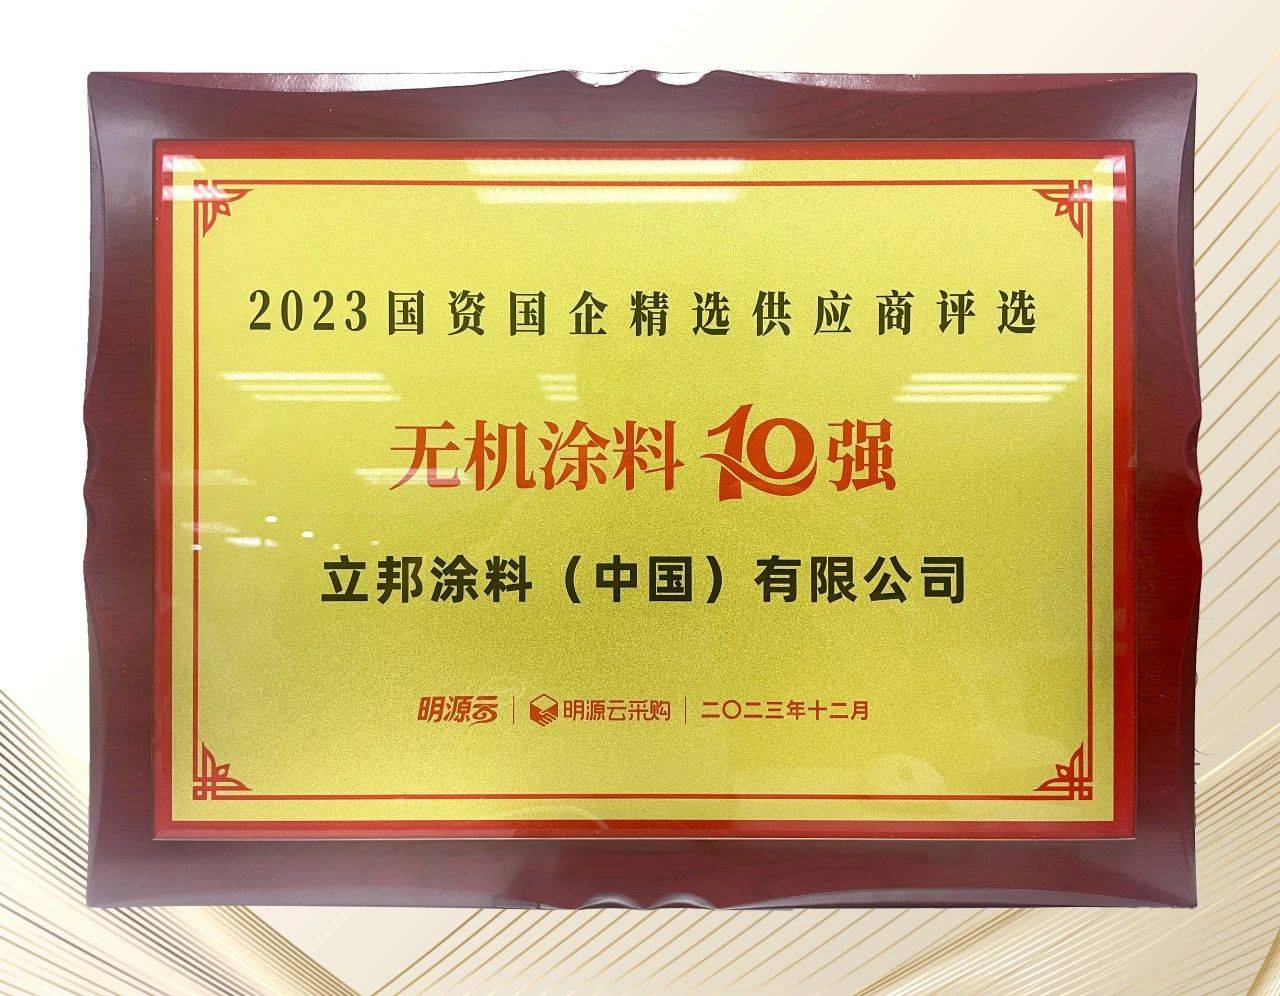 2023国资国企精选供应商评选
无机涂料10强
立邦涂料（中国）有限公司
明源云 明源云采购 二〇二三年十二月